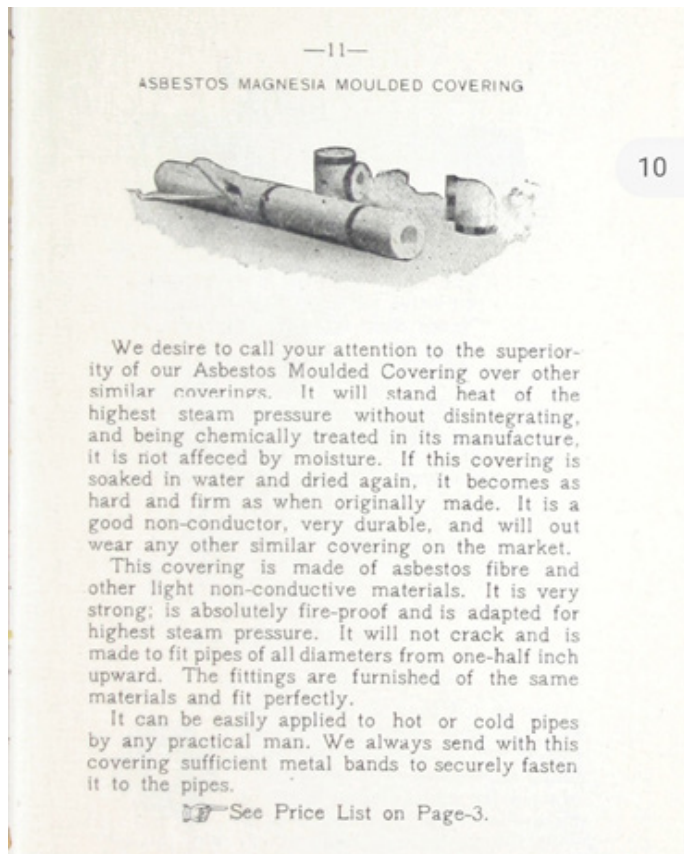 —11—
ASBESTOS MAGNESIA MOULDED COVERING
10
We desire to call your attention to the superior-
ity of our Asbestos Moulded Covering over other
similar coverings. It will stand heat of the
highest steam pressure without disintegrating,
and being chemically treated in its manufacture,
it is not affeced by moisture. If this covering is
soaked in water and dried again, it becomes as
hard and firm as when originally made. It is a
good non-conductor, very durable, and will out
wear any other similar covering on the market.
This covering is made of asbestos fibre and
other light non-conductive materials. It is very
strong; is absolutely fire-proof and is adapted for
highest steam pressure. It will not crack and is
made to fit pipes of all diameters from one-half inch
upward. The fittings are furnished of the same
materials and fit perfectly.
It can be easily applied to hot or cold pipes
by any practical man. We always send with this
covering sufficient metal bands to securely fasten
it to the pipes.
☞See Price List on Page-3.